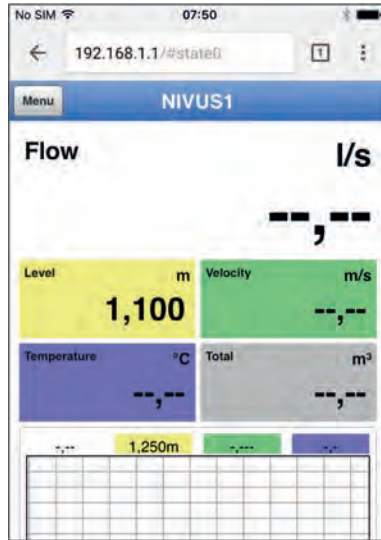 No SIM 07:50
192.168.1.1/#state0 1
Menu NIVUS1
Flow l/s
--,--
Level m Velocity m/s
1,100 --,--
Temperature °C Total m³
--,-- --,--
-,-- 1,250m -,--- -,-